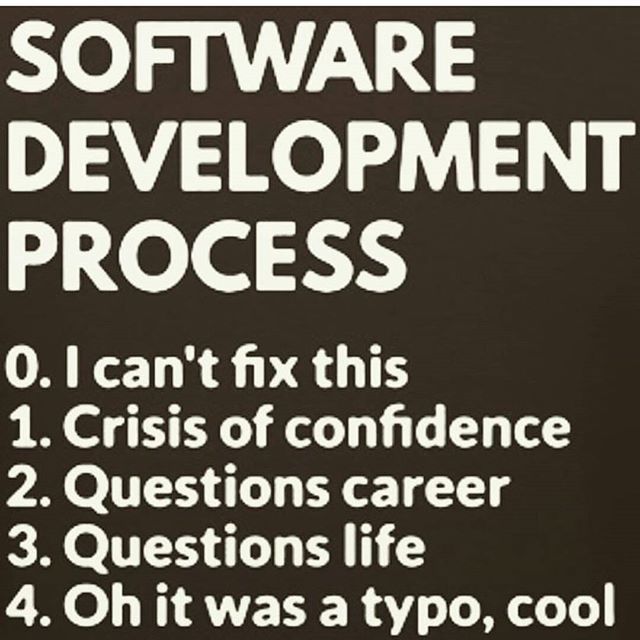 SOFTWARE
DEVELOPMENT
PROCESS
0. I can't fix this
1. Crisis of confidence
2. Questions career
3. Questions life
4. Oh it was a typo, cool